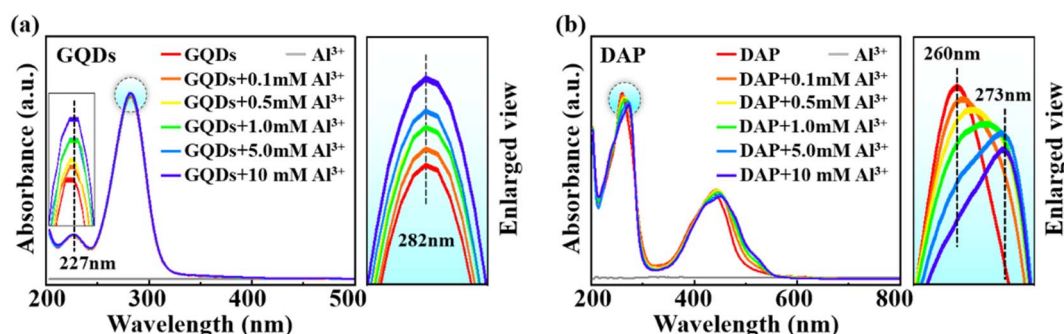 (a)
GQDs
GQDs
Al³⁺
GQDs+0.1mM Al³⁺
GQDs+0.5mM Al³⁺
GQDs+1.0mM Al³⁺
GQDs+5.0mM Al³⁺
GQDs+10 mM Al³⁺
227nm
Absorbance (a.u.)
200 300 400 500
Wavelength (nm)
282nm
Enlarged view
(b)
DAP
DAP
Al³⁺
DAP+0.1mM Al³⁺
DAP+0.5mM Al³⁺
DAP+1.0mM Al³⁺
DAP+5.0mM Al³⁺
DAP+10 mM Al³⁺
Absorbance (a.u.)
200 400 600 800
Wavelength (nm)
260nm
273nm
Enlarged view